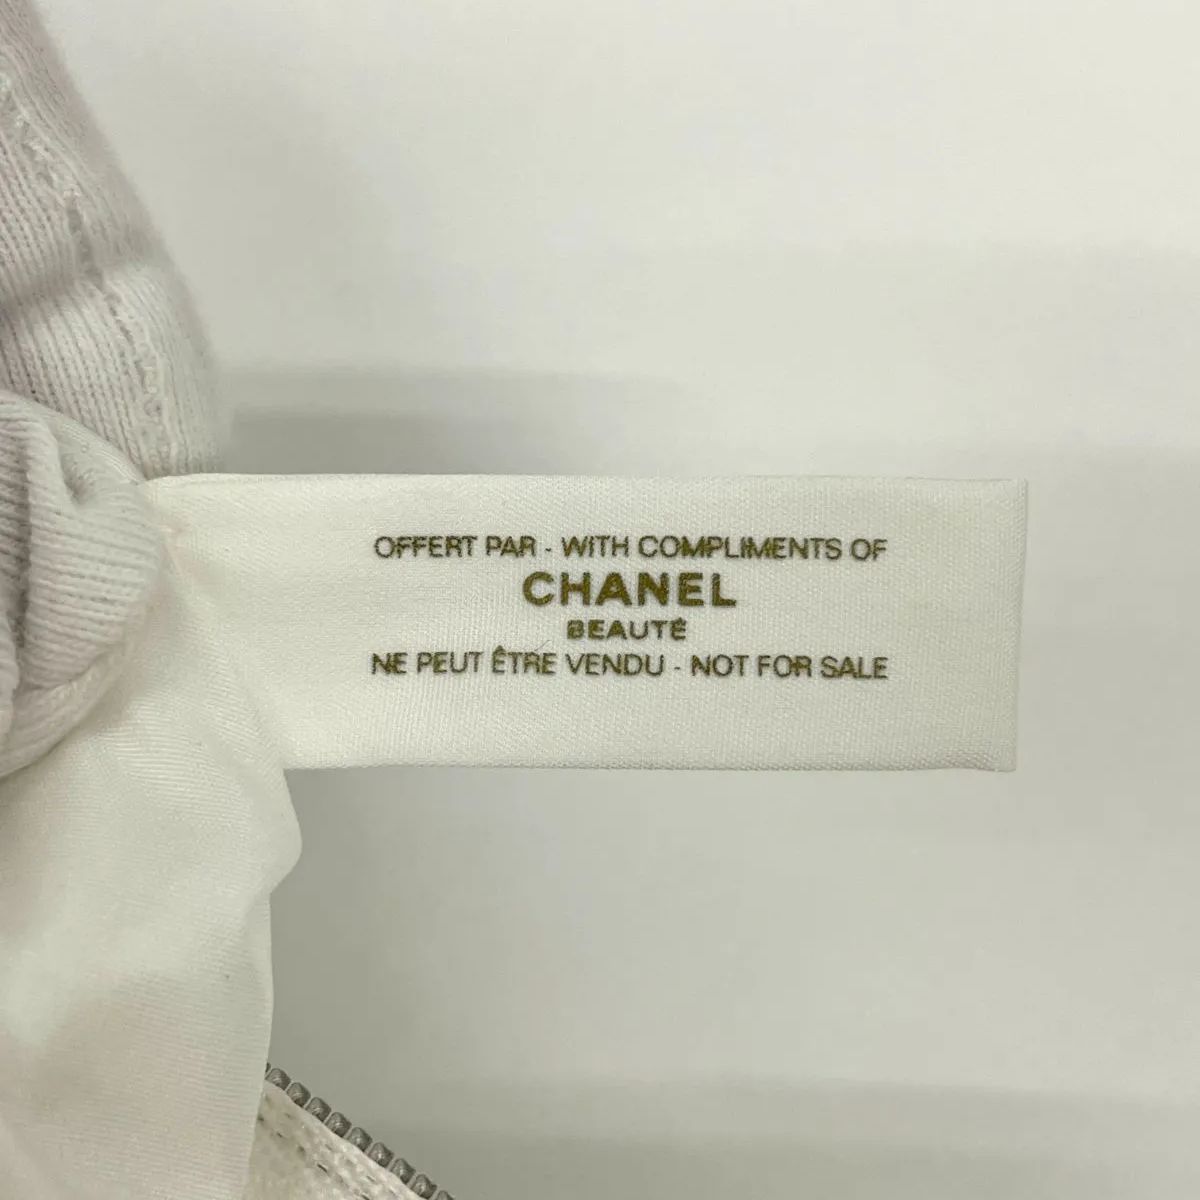 OFFERT PAR - WITH COMPLIMENTS OF
CHANEL
BEAUTÉ
NE PEUT ÊTRE VENDU - NOT FOR SALE